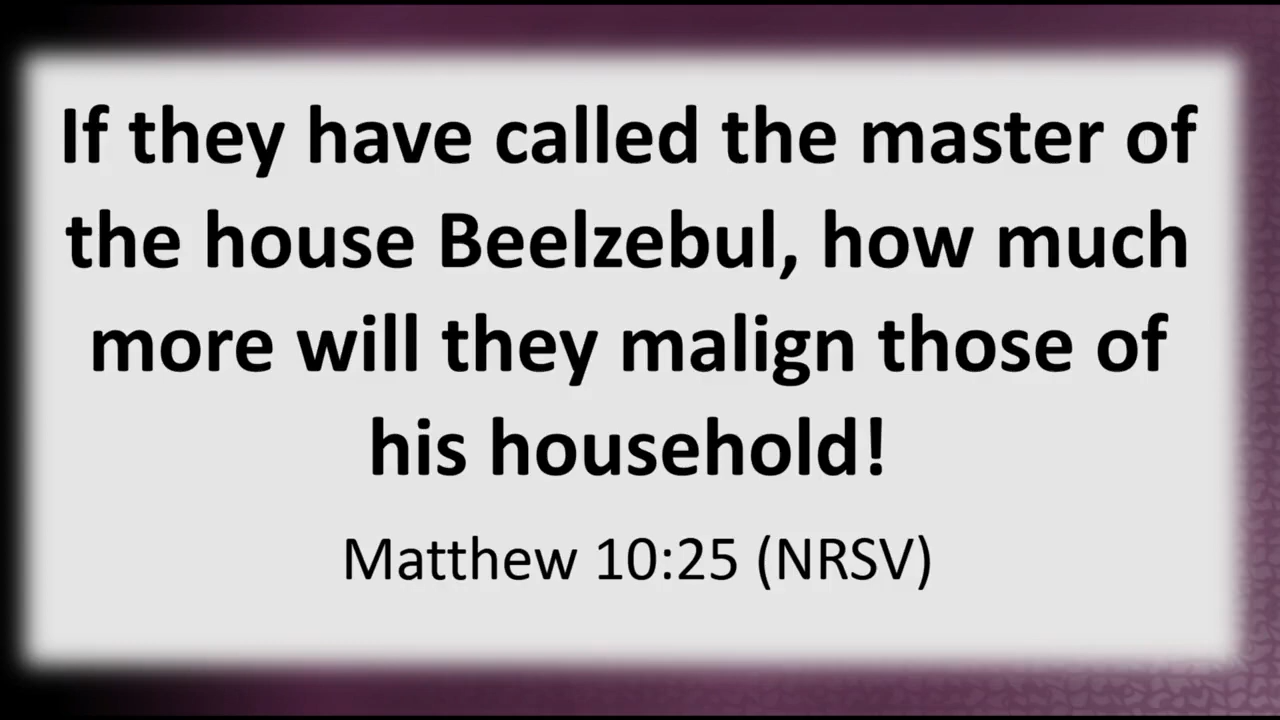 If they have called the master of
the house Beelzebul, how much
more will they malign those of
his household!
Matthew 10:25 (NRSV)